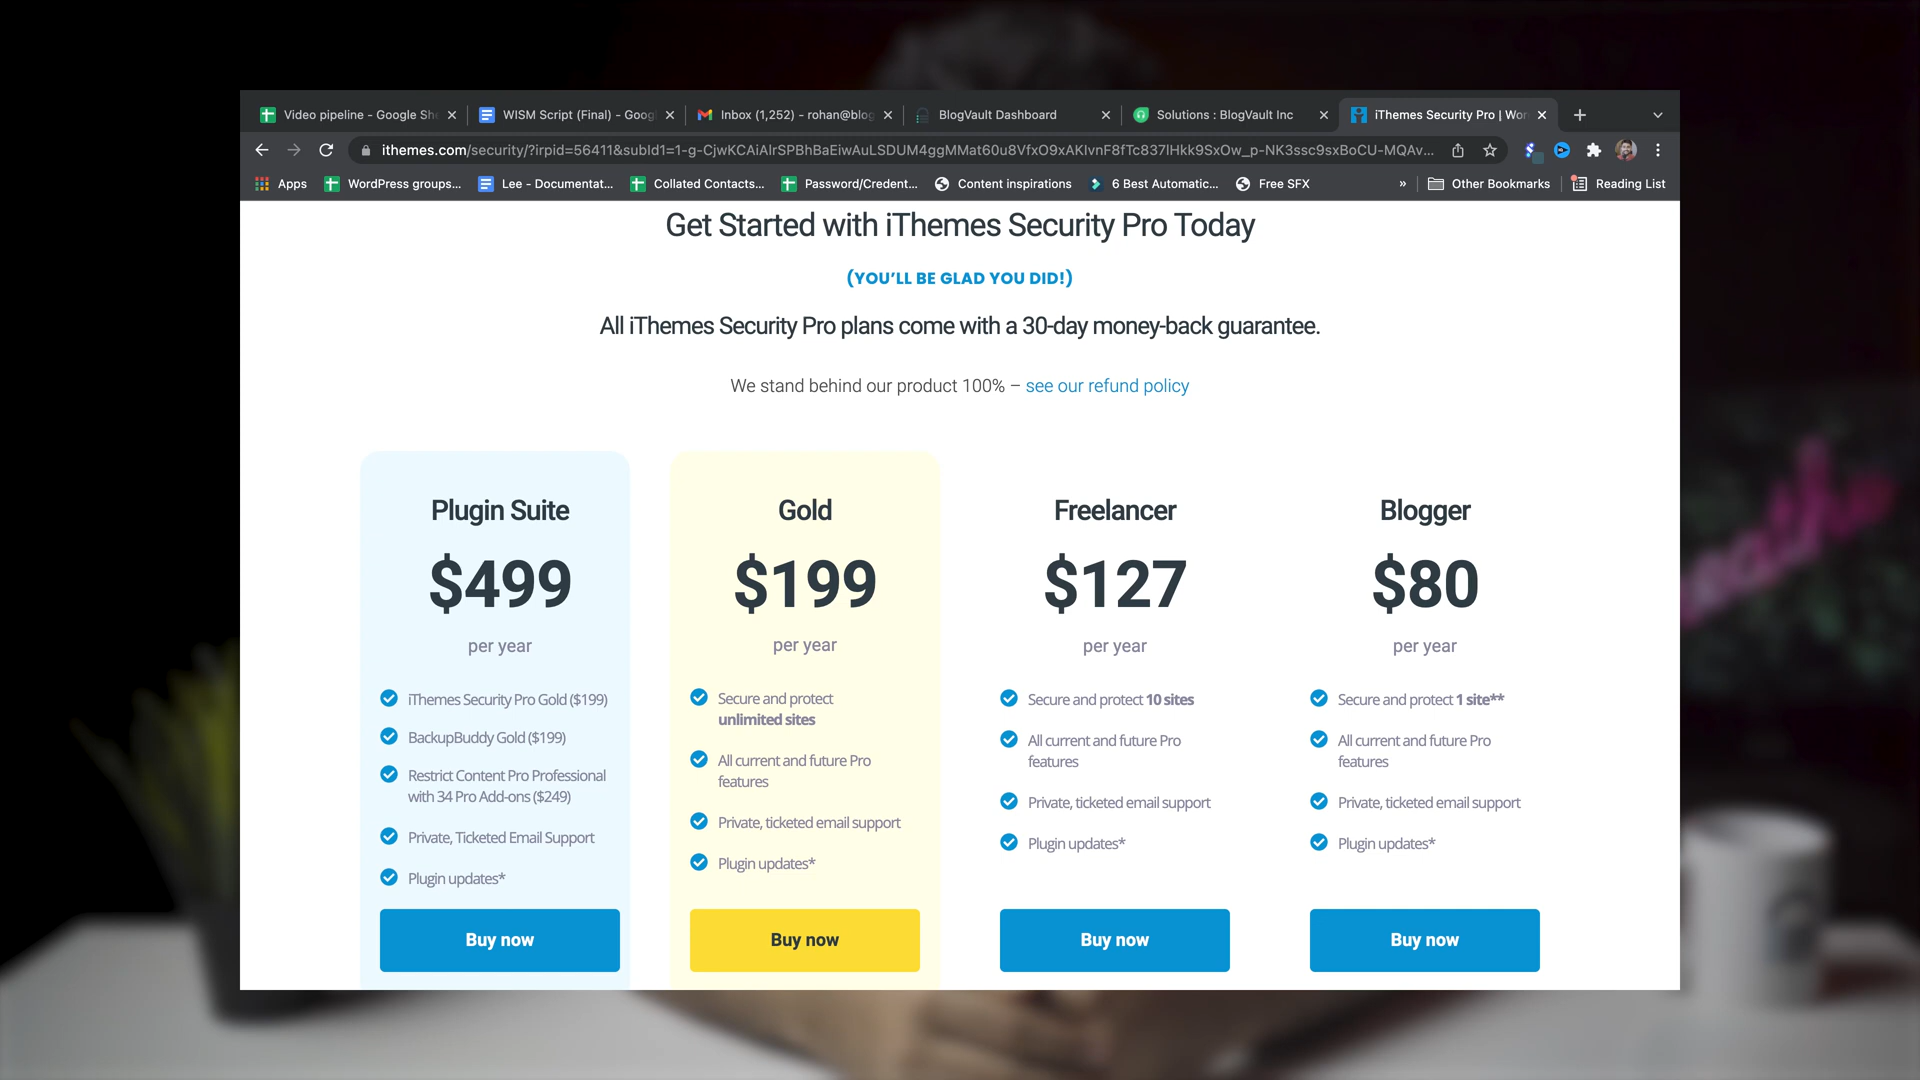 Video pipeline - Google She
WISM Script (Final) - Goog
Inbox (1,252) - rohan@blog
BlogVault Dashboard
Solutions : BlogVault Inc
iThemes Security Pro | Wor
ithemes.com/security/?irpid=56411&subId1=1-g-CjwKCAiAlrSPBhBaEiwAuLSDUM4ggMMat60u8VfxO9xAKIvnF8fTc837lHkk9SxOw_p-NK3ssc9sxBoCU-MQAv...
Apps
WordPress groups...
Lee - Documentat...
Collated Contacts...
Password/Credent...
Content inspirations
6 Best Automatic...
Free SFX
»
Other Bookmarks
Reading List
Get Started with iThemes Security Pro Today
(YOU'LL BE GLAD YOU DID!)
All iThemes Security Pro plans come with a 30-day money-back guarantee.
We stand behind our product 100% – see our refund policy
Plugin Suite
$499
per year
iThemes Security Pro Gold ($199)
BackupBuddy Gold ($199)
Restrict Content Pro Professional
with 34 Pro Add-ons ($249)
Private, Ticketed Email Support
Plugin updates*
Buy now
Gold
$199
per year
Secure and protect
unlimited sites
All current and future Pro
features
Private, ticketed email support
Plugin updates*
Buy now
Freelancer
$127
per year
Secure and protect 10 sites
All current and future Pro
features
Private, ticketed email support
Plugin updates*
Buy now
Blogger
$80
per year
Secure and protect 1 site**
All current and future Pro
features
Private, ticketed email support
Plugin updates*
Buy now